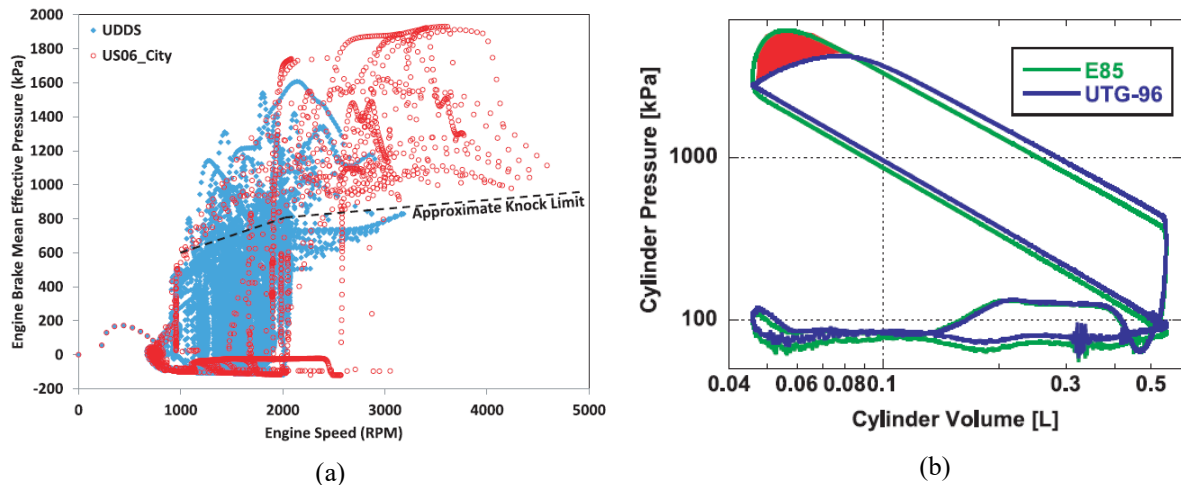 2000
1800
1600
1400
1200
1000
800
600
400
200
0
-200
Engine Brake Mean Effective Pressure (kPa)
UDDS
US06_City
Approximate Knock Limit
0 1000 2000 3000 4000 5000
Engine Speed (RPM)
(a)
Cylinder Pressure [kPa]
1000
100
E85
UTG-96
0.04 0.06 0.08 0.1 0.3 0.5
Cylinder Volume [L]
(b)